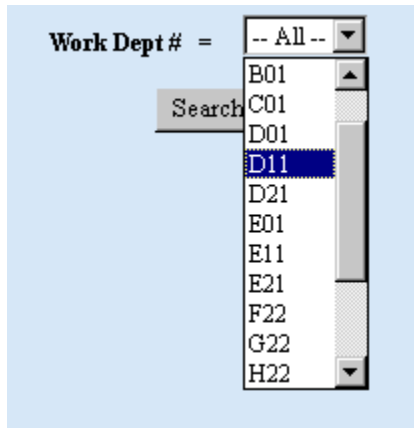 Work Dept # = -- All --
B01
Search C01
D01
D11
D21
E01
E11
E21
F22
G22
H22